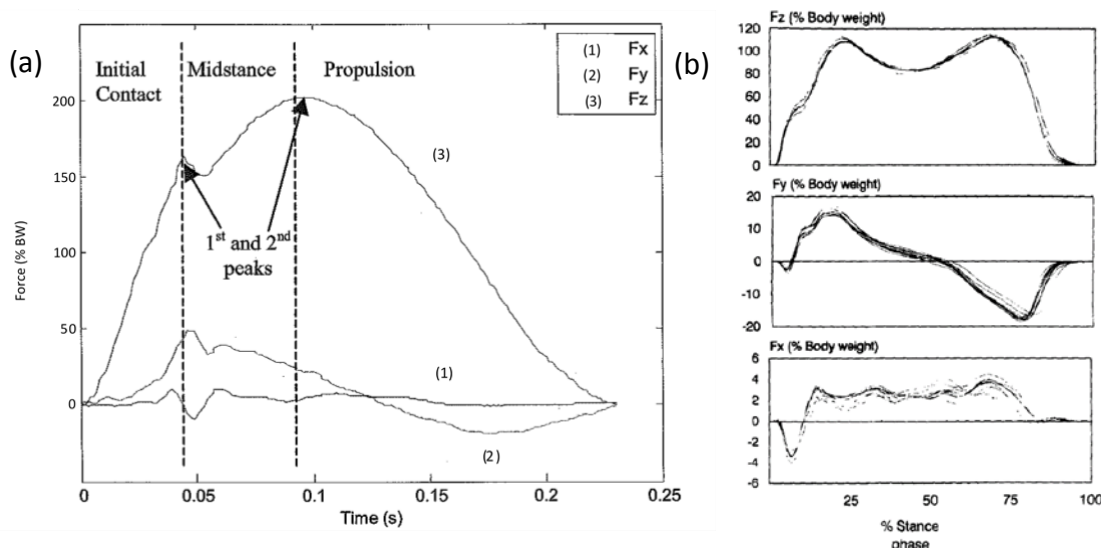 (a)
Initial
Contact
Midstance
Propulsion
(1) Fx
(2) Fy
(3) Fz
200
150
100
50
0
Force (% BW)
1st and 2nd
peaks
(3)
(1)
(2)
0 0.05 0.1 0.15 0.2 0.25
Time (s)
(b)
Fz (% Body weight)
120
100
80
60
40
20
0
Fy (% Body weight)
20
10
0
-10
-20
Fx (% Body weight)
6
4
2
0
-2
-4
-6
25 50 75 100
% Stance
phase